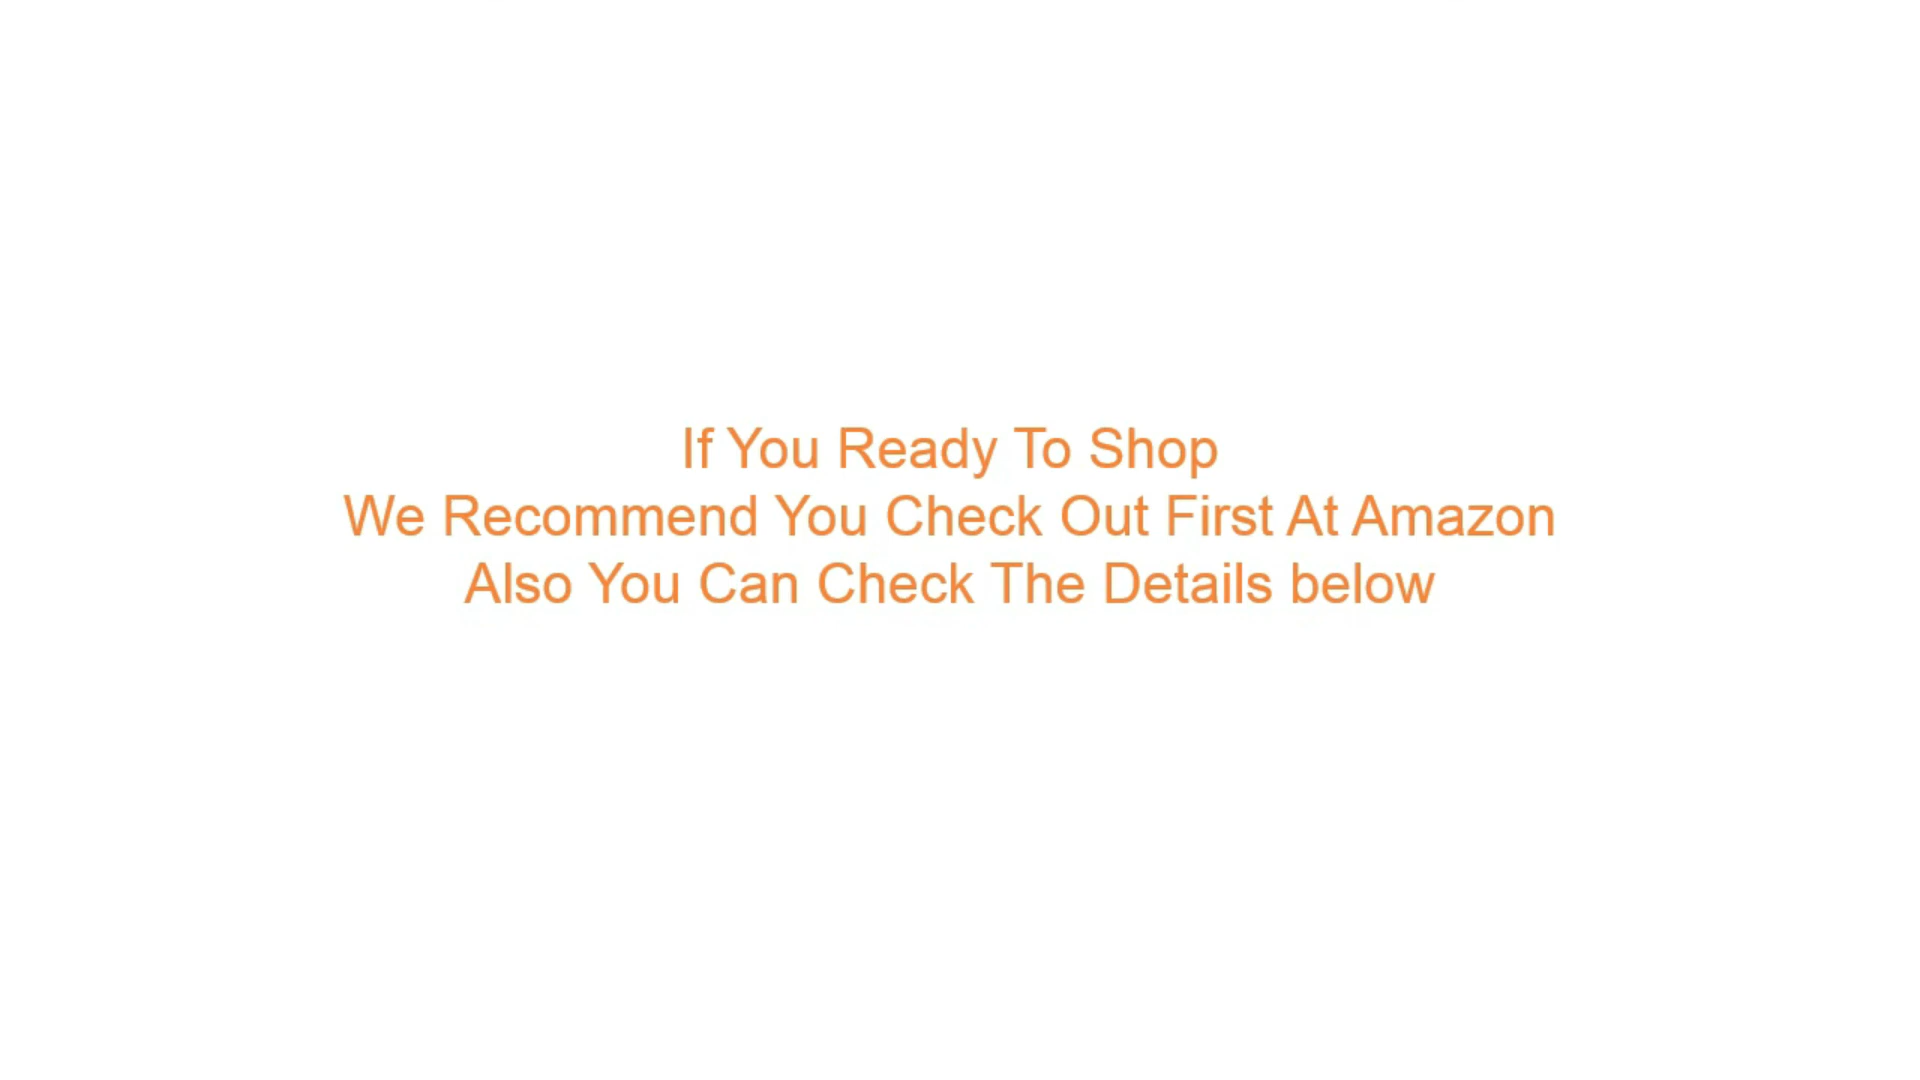 If You Ready To Shop
We Recommend You Check Out First At Amazon
Also You Can Check The Details below